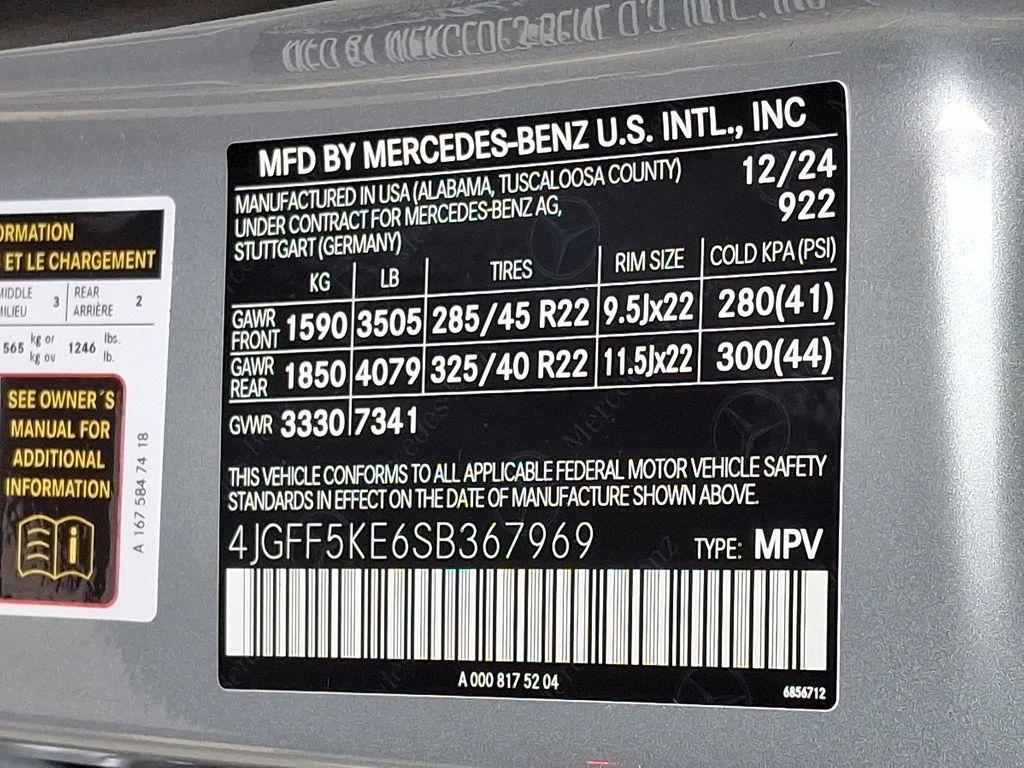 MFD BY MERCEDES-BENZ U.S. INTL., INC
MANUFACTURED IN USA (ALABAMA, TUSCALOOSA COUNTY) 12/24
UNDER CONTRACT FOR MERCEDES-BENZ AG, 922
STUTTGART (GERMANY)
KG LB TIRES RIM SIZE COLD KPA (PSI)
GAWR FRONT 1590 3505 285/45 R22 9.5Jx22 280(41)
GAWR REAR 1850 4079 325/40 R22 11.5Jx22 300(44)
GVWR 3330 7341
THIS VEHICLE CONFORMS TO ALL APPLICABLE FEDERAL MOTOR VEHICLE SAFETY
STANDARDS IN EFFECT ON THE DATE OF MANUFACTURE SHOWN ABOVE.
4JGFF5KE6SB367969 TYPE: MPV
A 000 817 52 04
6856712
ET LE CHARGEMENT
3 REAR 2
ARRIÈRE
565 kg or 1246 lbs.
kg ou lb.
SEE OWNER´S
MANUAL FOR
ADDITIONAL
INFORMATION
A 167 584 74 18